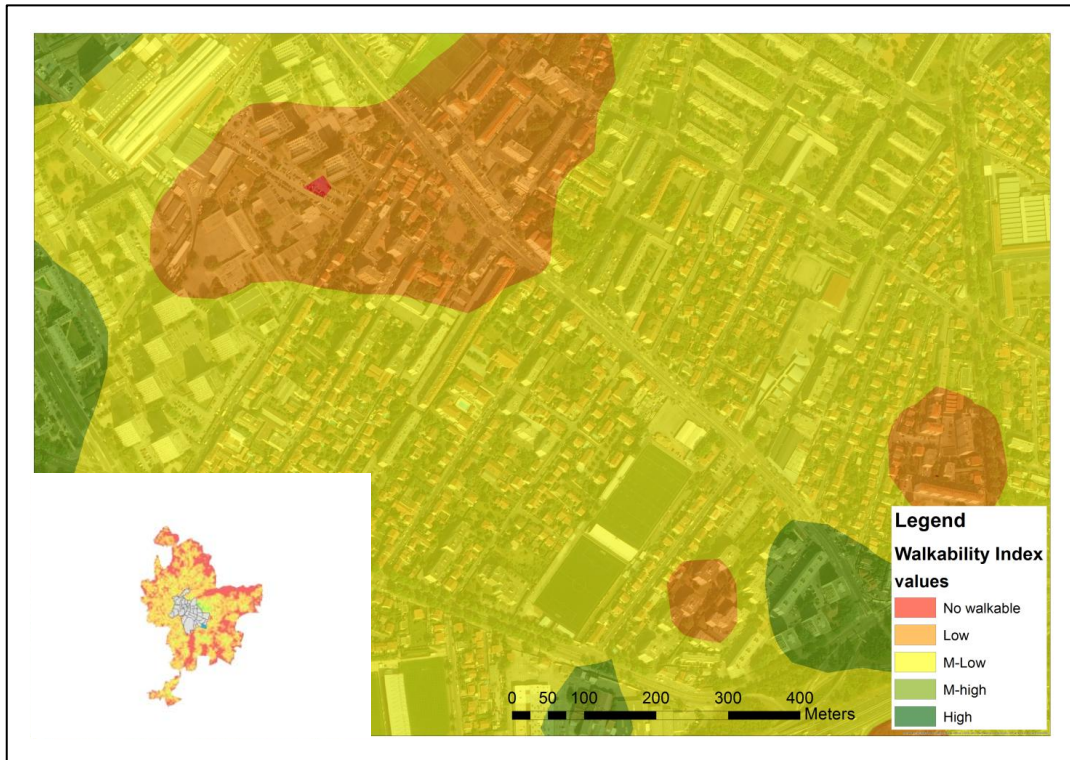 Legend
Walkability Index
values
No walkable
Low
M-Low
M-high
High
0 50 100 200 300 400
Meters